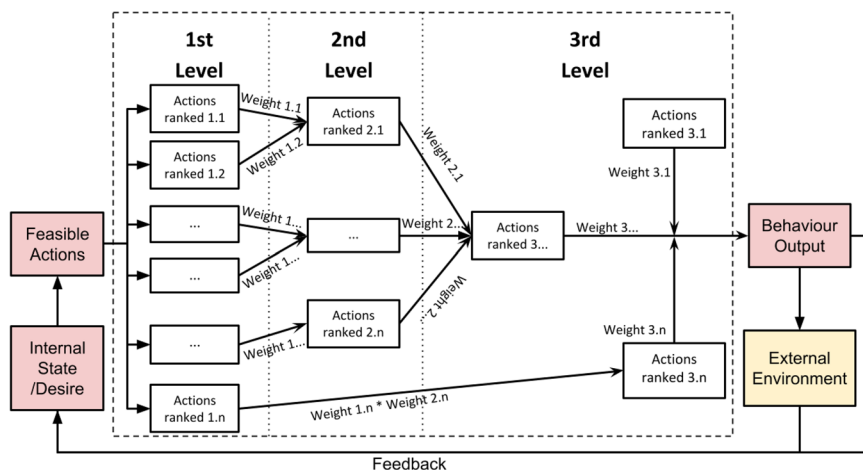 1st
Level
2nd
Level
3rd
Level
Actions
ranked 1.1
Weight 1.1
Actions
ranked 2.1
Actions
ranked 3.1
Actions
ranked 1.2
Weight 1.2
Weight 2.1
Weight 3.1
Feasible
Actions
...
Weight 1...
...
Weight 2...
Actions
ranked 3...
Weight 3...
Behaviour
Output
...
Weight 1...
Weight 2...
Internal
State
/Desire
...
Weight 1...
Actions
ranked 2.n
Weight 3.n
External
Environment
Actions
ranked 1.n
Weight 1.n * Weight 2.n
Actions
ranked 3.n
Feedback